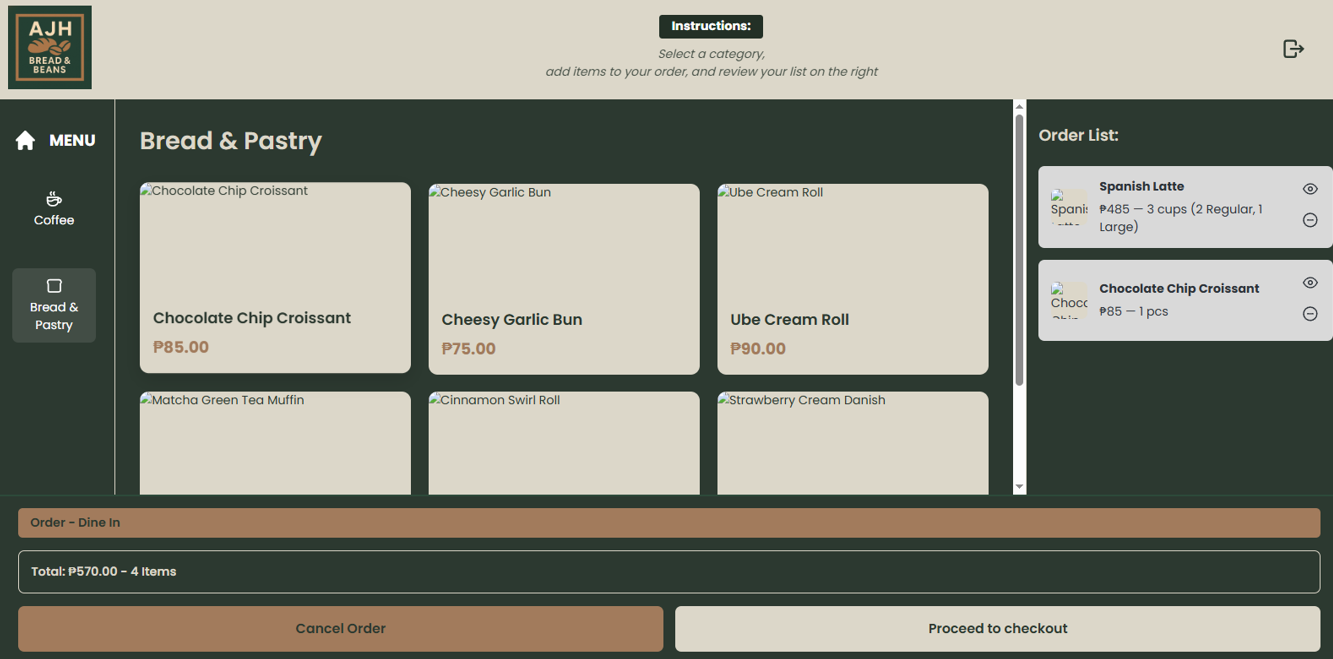 AJH
BREAD &
BEANS
Instructions:
Select a category,
add items to your order, and review your list on the right
MENU
Coffee
Bread &
Pastry
Bread & Pastry
Chocolate Chip Croissant
Chocolate Chip Croissant
₱85.00
Cheesy Garlic Bun
Cheesy Garlic Bun
₱75.00
Ube Cream Roll
Ube Cream Roll
₱90.00
Matcha Green Tea Muffin
Cinnamon Swirl Roll
Strawberry Cream Danish
Order List:
Spanish Latte
₱485 — 3 cups (2 Regular, 1
Large)
Chocolate Chip Croissant
₱85 — 1 pcs
Order - Dine In
Total: ₱570.00 - 4 Items
Cancel Order
Proceed to checkout